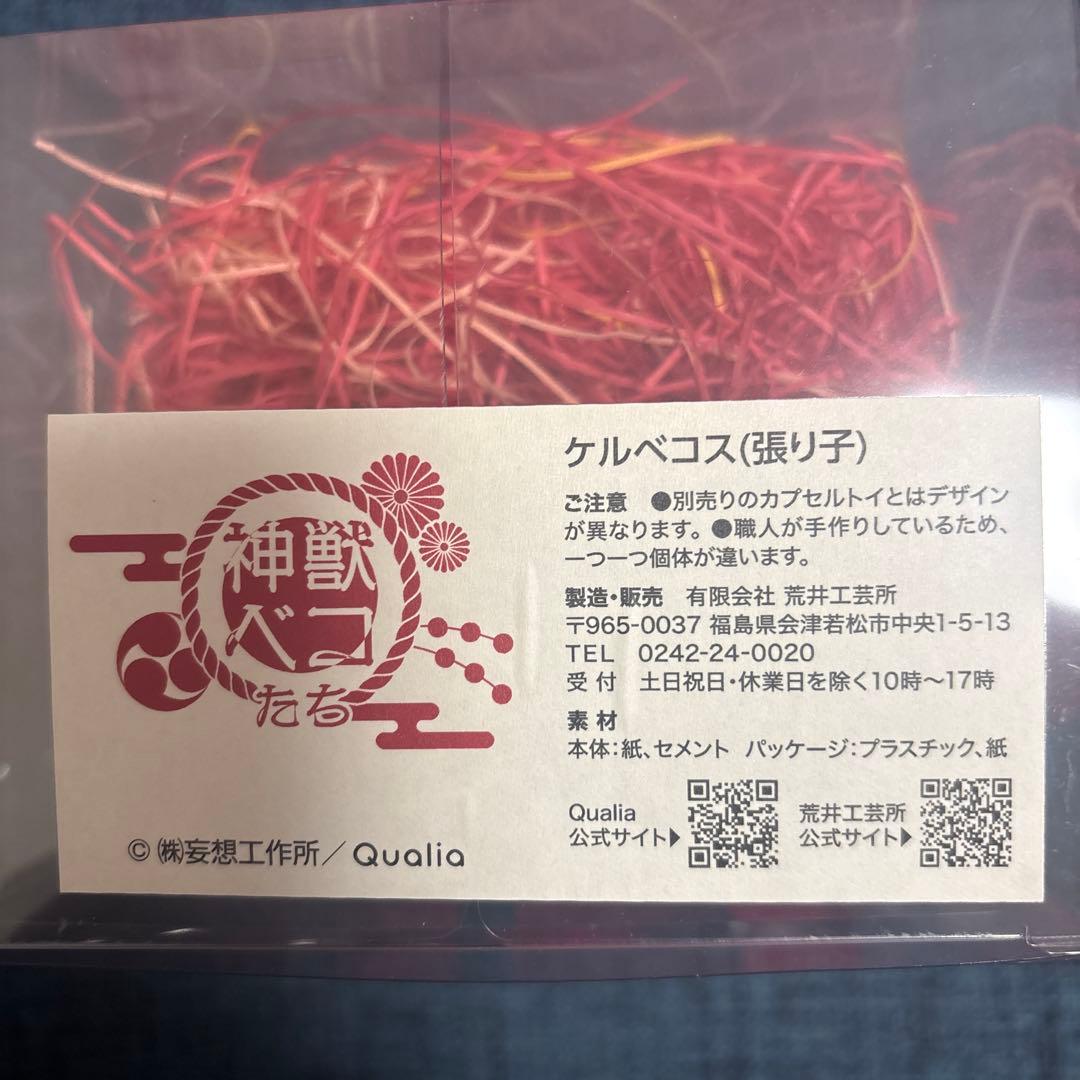 神獣
ベコ
たち
© ㈱妄想工作所／Qualia
ケルベコス(張り子)
ご注意 ●別売りのカプセルトイとはデザイン
が異なります。●職人が手作りしているため、
一つ一つ個体が違います。
製造・販売 有限会社 荒井工芸所
〒965-0037 福島県会津若松市中央1-5-13
TEL 0242-24-0020
受付 土日祝日・休業日を除く10時～17時
素材
本体：紙、セメント パッケージ：プラスチック、紙
Qualia
公式サイト▶
荒井工芸所
公式サイト▶